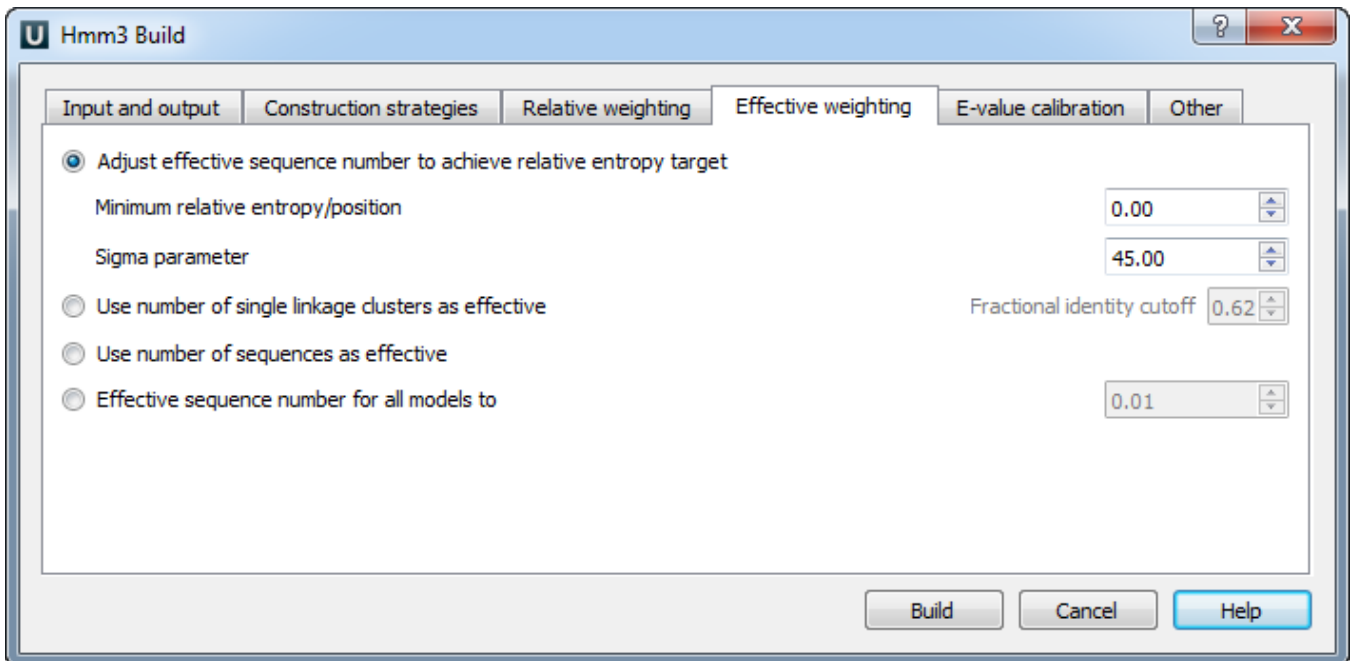 U Hmm3 Build ? X
Input and output Construction strategies Relative weighting Effective weighting E-value calibration Other
Adjust effective sequence number to achieve relative entropy target
Minimum relative entropy/position 0.00
Sigma parameter 45.00
Use number of single linkage clusters as effective Fractional identity cutoff 0.62
Use number of sequences as effective
Effective sequence number for all models to 0.01
Build Cancel Help